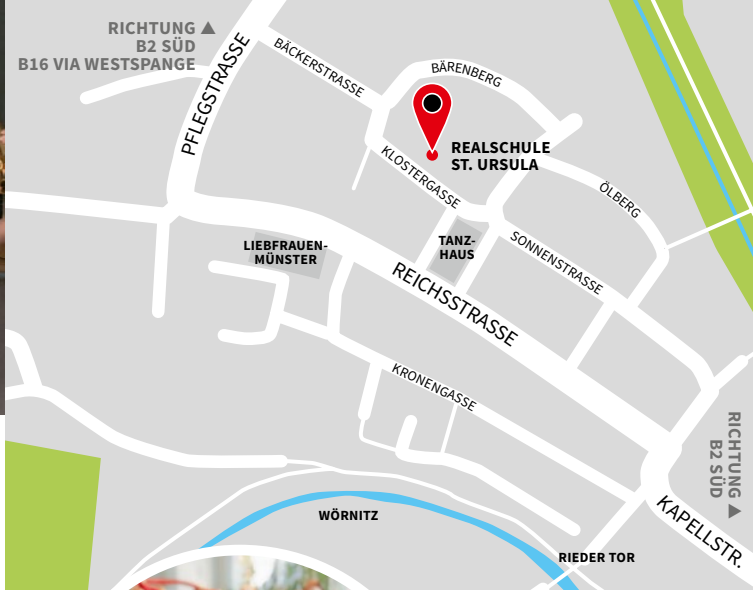 RICHTUNG ▲
B2 SÜD
B16 VIA WESTSPANGE
PFLEGSTRASSE
BÄCKERSTRASSE
BÄRENBERG
REALSCHULE
ST. URSULA
KLOSTERGASSE
ÖLBERG
LIEBFRAUEN-
MÜNSTER
TANZ-
HAUS
SONNENSTRASSE
REICHSSTRASSE
KRONENGASSE
RICHTUNG ▲
B2 SÜD
WÖRNITZ
KAPELLSTR.
RIEDER TOR